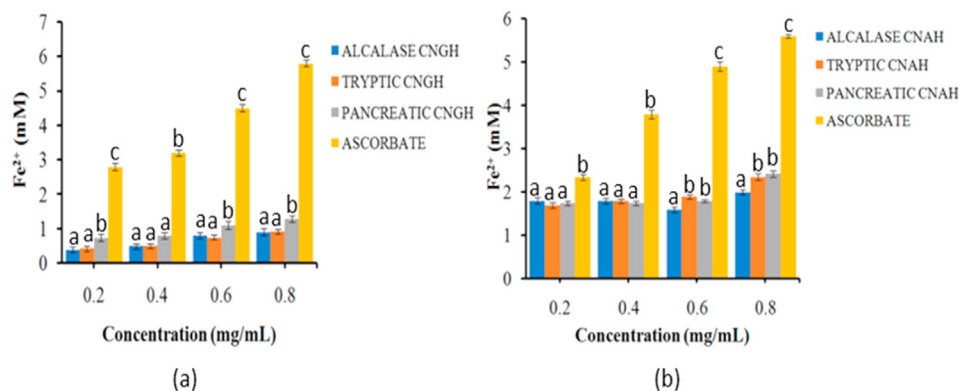 (a)
7
6
5
4
3
2
1
0
Fe²⁺ (mM)
a a b c
a a a b
a a b c
a a b c
0.2 0.4 0.6 0.8
Concentration (mg/mL)
ALCALASE CNGH
TRYPTIC CNGH
PANCREATIC CNGH
ASCORBATE
(a)
(b)
6
5
4
3
2
1
0
Fe²⁺ (mM)
a a a b
a a a b
a b b c
a b b c
0.2 0.4 0.6 0.8
Concentration (mg/mL)
ALCALASE CNAH
TRYPTIC CNAH
PANCREATIC CNAH
ASCORBATE
(b)